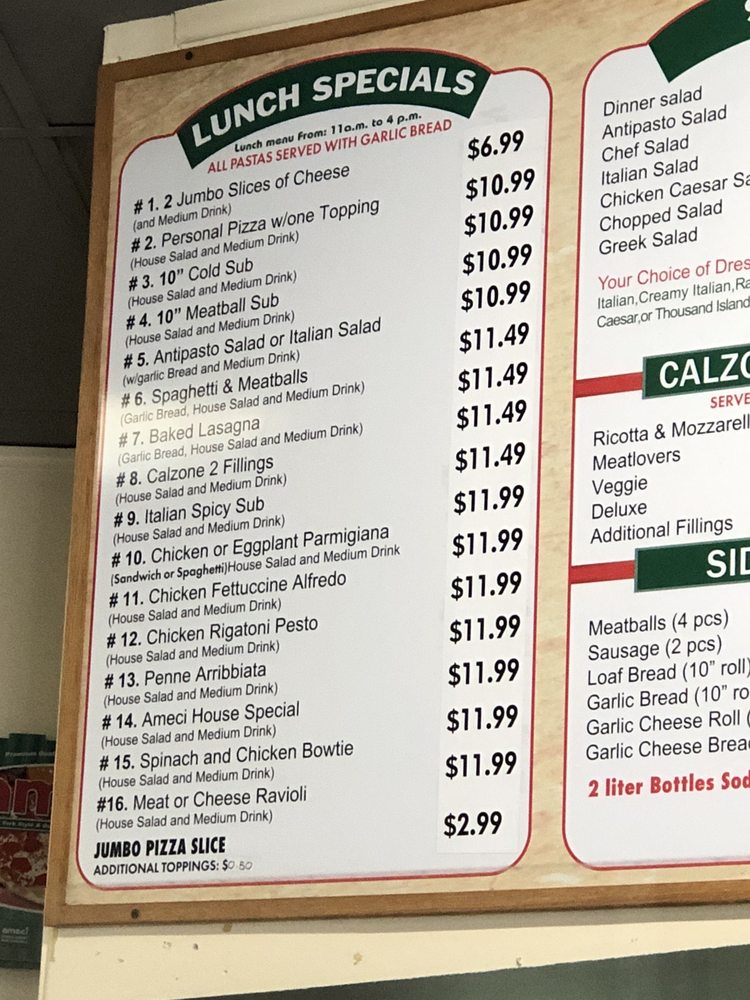 LUNCH SPECIALS
Lunch menu From: 11a.m. to 4 p.m.
ALL PASTAS SERVED WITH GARLIC BREAD
# 1. 2 Jumbo Slices of Cheese $6.99
(and Medium Drink)
# 2. Personal Pizza w/one Topping $10.99
(House Salad and Medium Drink)
# 3. 10” Cold Sub $10.99
(House Salad and Medium Drink)
# 4. 10” Meatball Sub $10.99
(House Salad and Medium Drink)
# 5. Antipasto Salad or Italian Salad $10.99
(w/garlic Bread and Medium Drink)
# 6. Spaghetti & Meatballs $11.49
(Garlic Bread, House Salad and Medium Drink)
# 7. Baked Lasagna $11.49
(Garlic Bread, House Salad and Medium Drink)
# 8. Calzone 2 Fillings $11.49
(House Salad and Medium Drink)
# 9. Italian Spicy Sub $11.49
(House Salad and Medium Drink)
# 10. Chicken or Eggplant Parmigiana $11.99
(Sandwich or Spaghetti)House Salad and Medium Drink
# 11. Chicken Fettuccine Alfredo $11.99
(House Salad and Medium Drink)
# 12. Chicken Rigatoni Pesto $11.99
(House Salad and Medium Drink)
# 13. Penne Arribbiata $11.99
(House Salad and Medium Drink)
# 14. Ameci House Special $11.99
(House Salad and Medium Drink)
# 15. Spinach and Chicken Bowtie $11.99
(House Salad and Medium Drink)
#16. Meat or Cheese Ravioli $11.99
(House Salad and Medium Drink)
JUMBO PIZZA SLICE $2.99
ADDITIONAL TOPPINGS: $0.50
Dinner salad
Antipasto Salad
Chef Salad
Italian Salad
Chicken Caesar Sa
Chopped Salad
Greek Salad
Your Choice of Dres
Italian,Creamy Italian,Ra
Caesar,or Thousand Island
CALZO
SERVE
Ricotta & Mozzarell
Meatlovers
Veggie
Deluxe
Additional Fillings
SID
Meatballs (4 pcs)
Sausage (2 pcs)
Loaf Bread (10” roll)
Garlic Bread (10” ro
Garlic Cheese Roll (
Garlic Cheese Brea
2 liter Bottles Sod